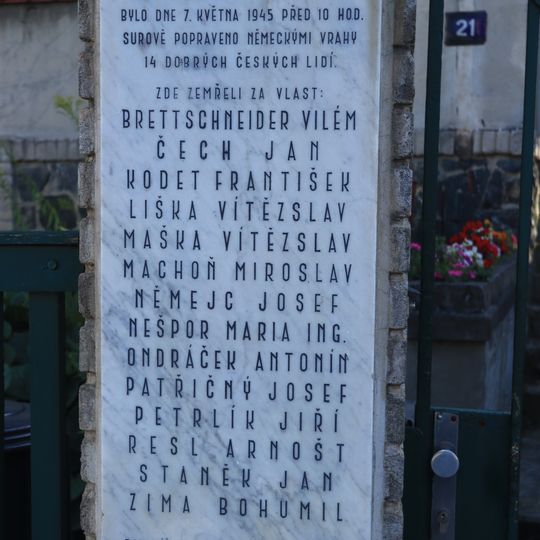 BYLO DNE 7. KVĚTNA 1945 PŘED 10 HOD.
SUROVĚ POPRAVENO NĚMECKÝMI VRAHY
14 DOBRÝCH ČESKÝCH LIDÍ.
ZDE ZEMŘELI ZA VLAST:
BRETTSCHNEIDER VILÉM
ČECH JAN
KODET FRANTIŠEK
LIŠKA VÍTĚZSLAV
MAŠKA VÍTĚZSLAV
MACHOŇ MIROSLAV
NĚMEJC JOSEF
NEŠPOR MARIA ING.
ONDRÁČEK ANTONÍN
PATŘIČNÝ JOSEF
PETRLÍK JIŘÍ
RESL ARNOŠT
STANĚK JAN
ZIMA BOHUMIL
21